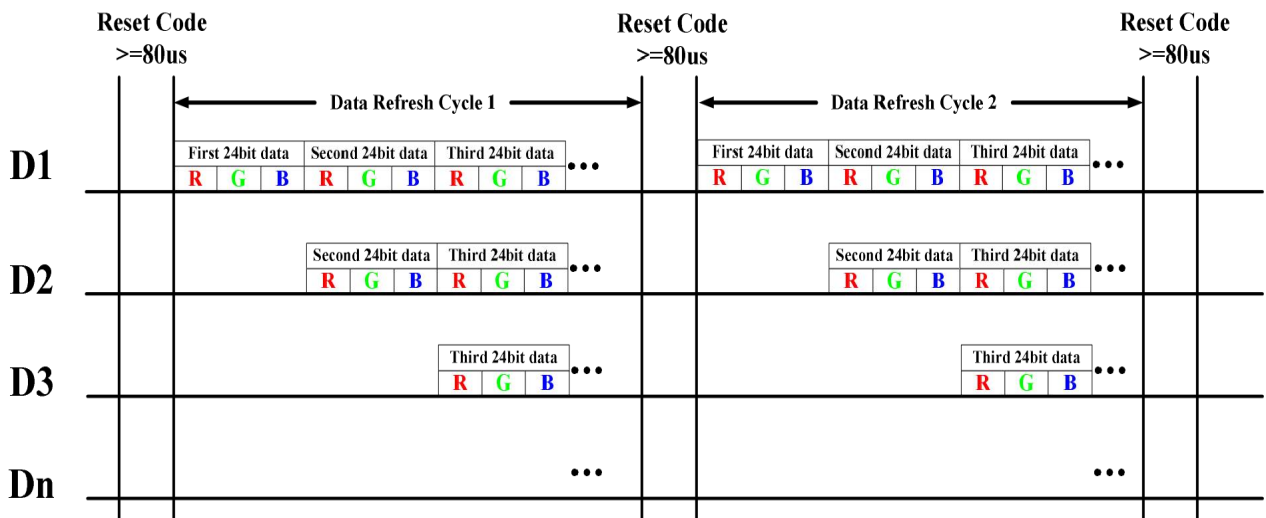 Reset Code
>=80us
Reset Code
>=80us
Reset Code
>=80us
Data Refresh Cycle 1
Data Refresh Cycle 2
D1
First 24bit data Second 24bit data Third 24bit data
R G B R G B R G B ...
First 24bit data Second 24bit data Third 24bit data
R G B R G B R G B ...
D2
Second 24bit data Third 24bit data
R G B R G B ...
Second 24bit data Third 24bit data
R G B R G B ...
D3
Third 24bit data
R G B ...
Third 24bit data
R G B ...
Dn
...
...